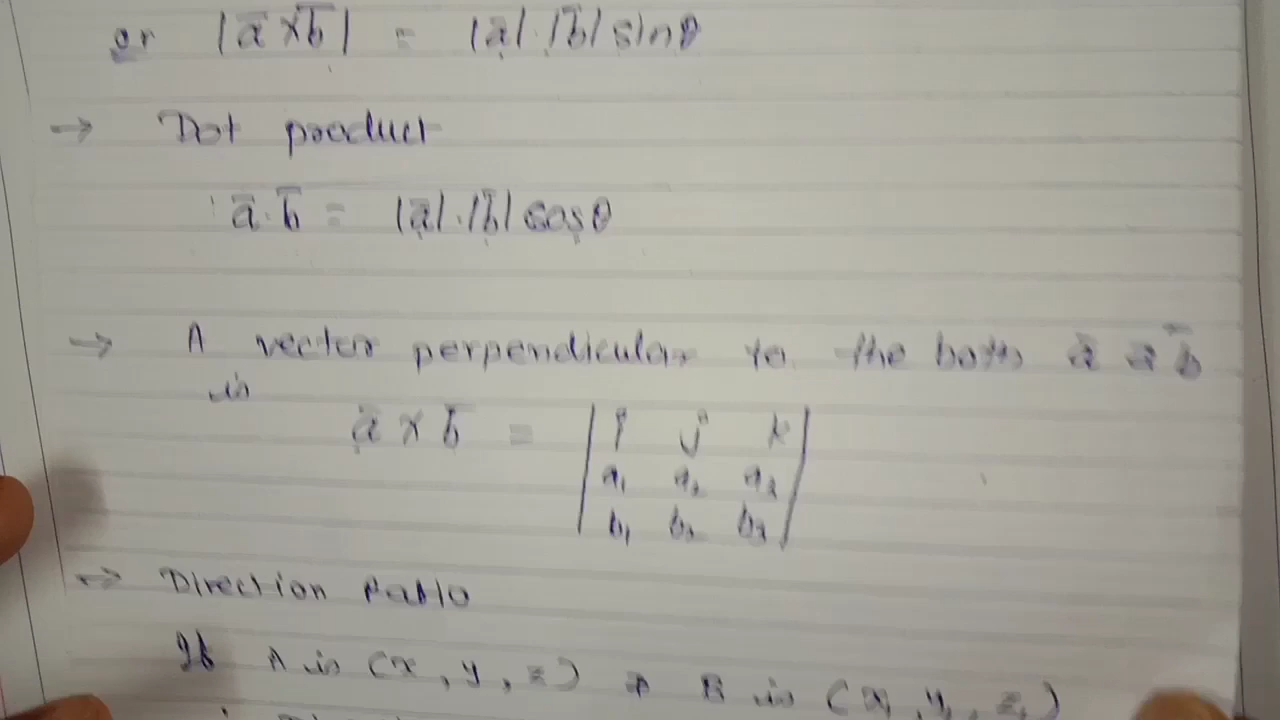 or |a̅ × b̅| = |a̅|.|b̅| sinθ
→ Dot product
a̅.b̅ = |a̅|.|b̅| cosθ
→ A vector perpendicular to the both a̅ & b̅
is
a̅ × b̅ = | i j k |
| a₁ a₂ a₃ |
| b₁ b₂ b₃ |
→ Direction Ratio
If A is (x, y, z) & B is (x₁, y₁, z₁)